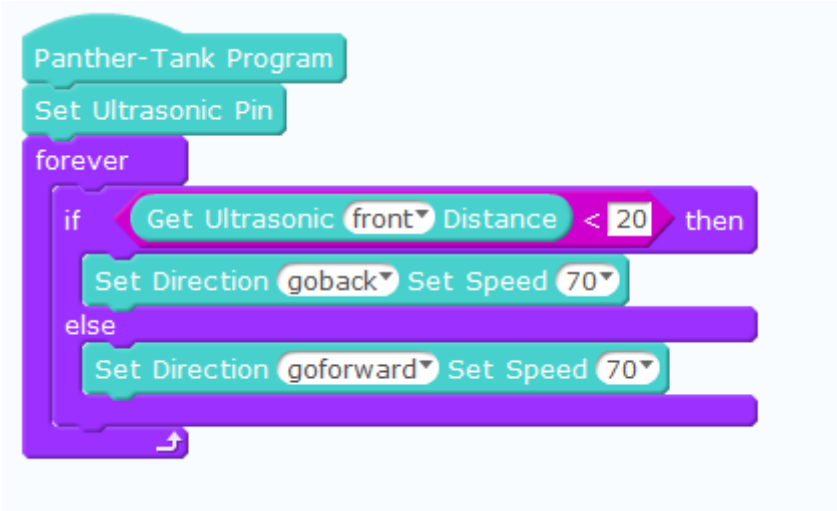 Panther-Tank Program
Set Ultrasonic Pin
forever
if Get Ultrasonic front Distance < 20 then
Set Direction goback Set Speed 70
else
Set Direction goforward Set Speed 70